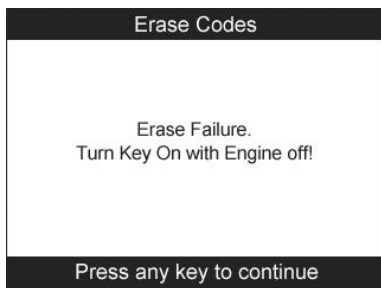 Erase Codes
Erase Failure.
Turn Key On with Engine off!
Press any key to continue